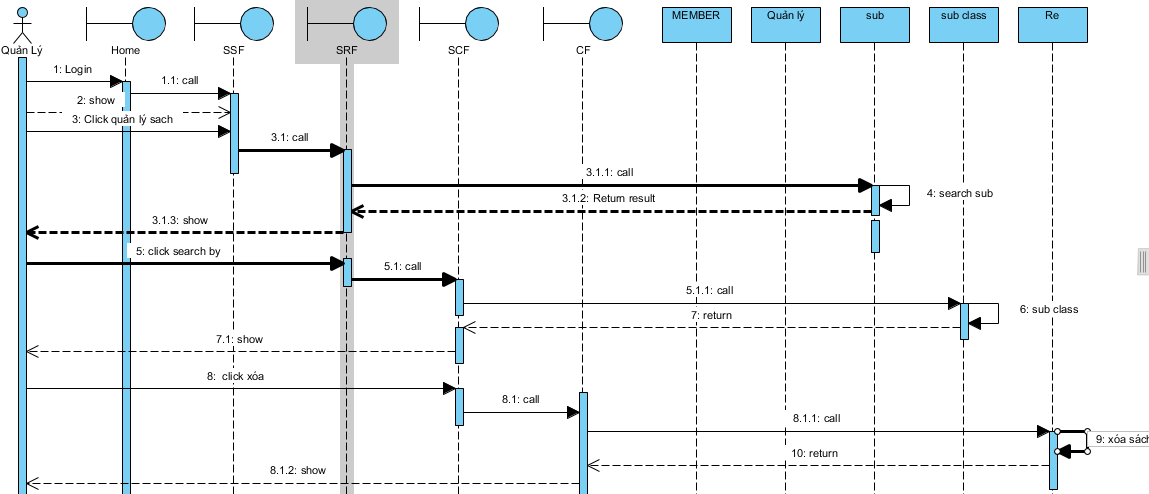 MEMBER
Quản lý
sub
sub class
Re
Quản Lý
Home
SSF
SRF
SCF
CF
1: Login
1.1: call
2: show
3: Click quản lý sach
3.1: call
3.1.1: call
4: search sub
3.1.2: Return result
3.1.3: show
5: click search by
5.1: call
5.1.1: call
6: sub class
7: return
7.1: show
8: click xóa
8.1: call
8.1.1: call
9: xóa sách
10: return
8.1.2: show